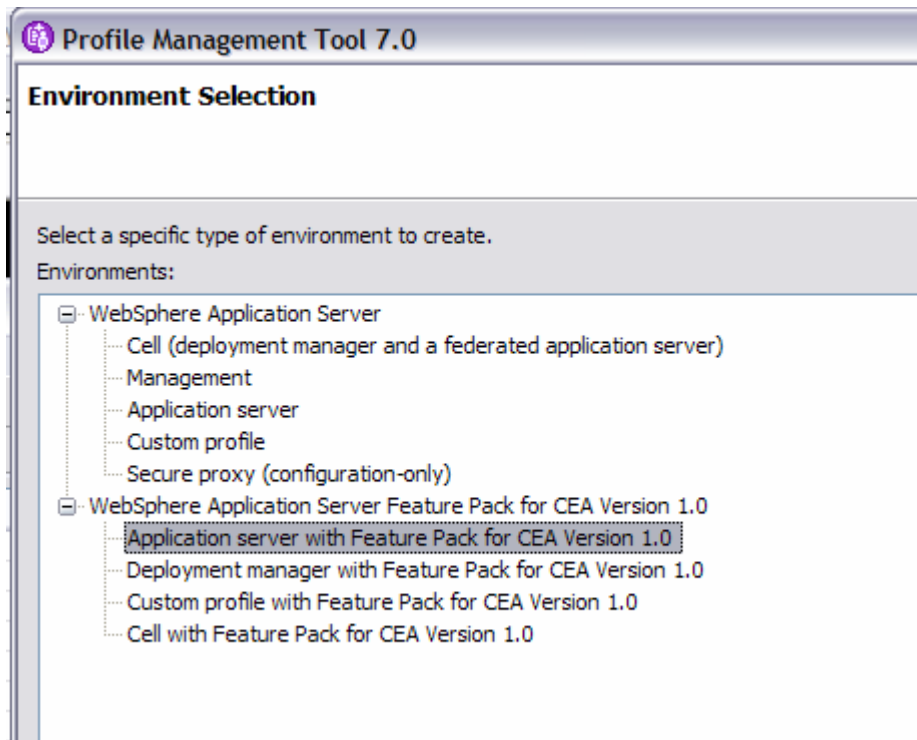 Profile Management Tool 7.0
Environment Selection
Select a specific type of environment to create.
Environments:
WebSphere Application Server
Cell (deployment manager and a federated application server)
Management
Application server
Custom profile
Secure proxy (configuration-only)
WebSphere Application Server Feature Pack for CEA Version 1.0
Application server with Feature Pack for CEA Version 1.0
Deployment manager with Feature Pack for CEA Version 1.0
Custom profile with Feature Pack for CEA Version 1.0
Cell with Feature Pack for CEA Version 1.0